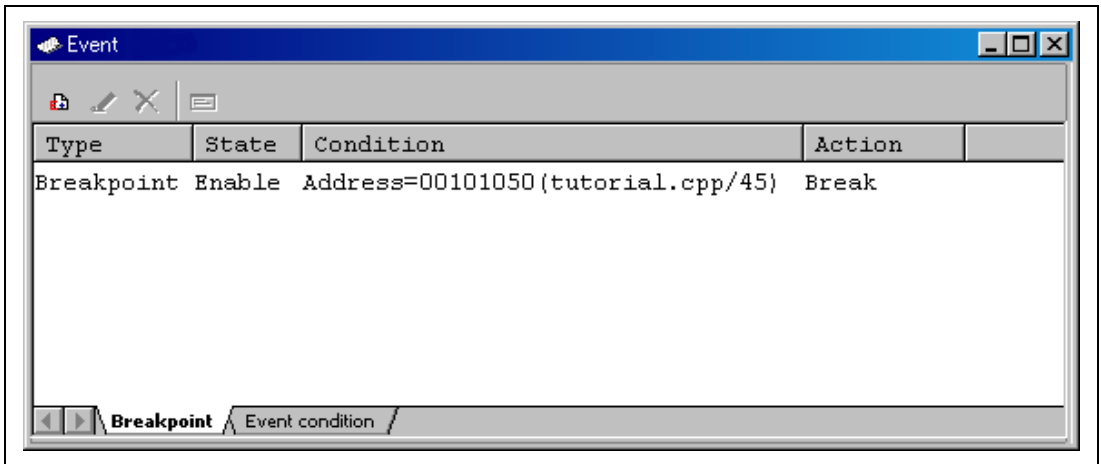 Event
Type State Condition Action
Breakpoint Enable Address=00101050(tutorial.cpp/45) Break
Breakpoint Event condition